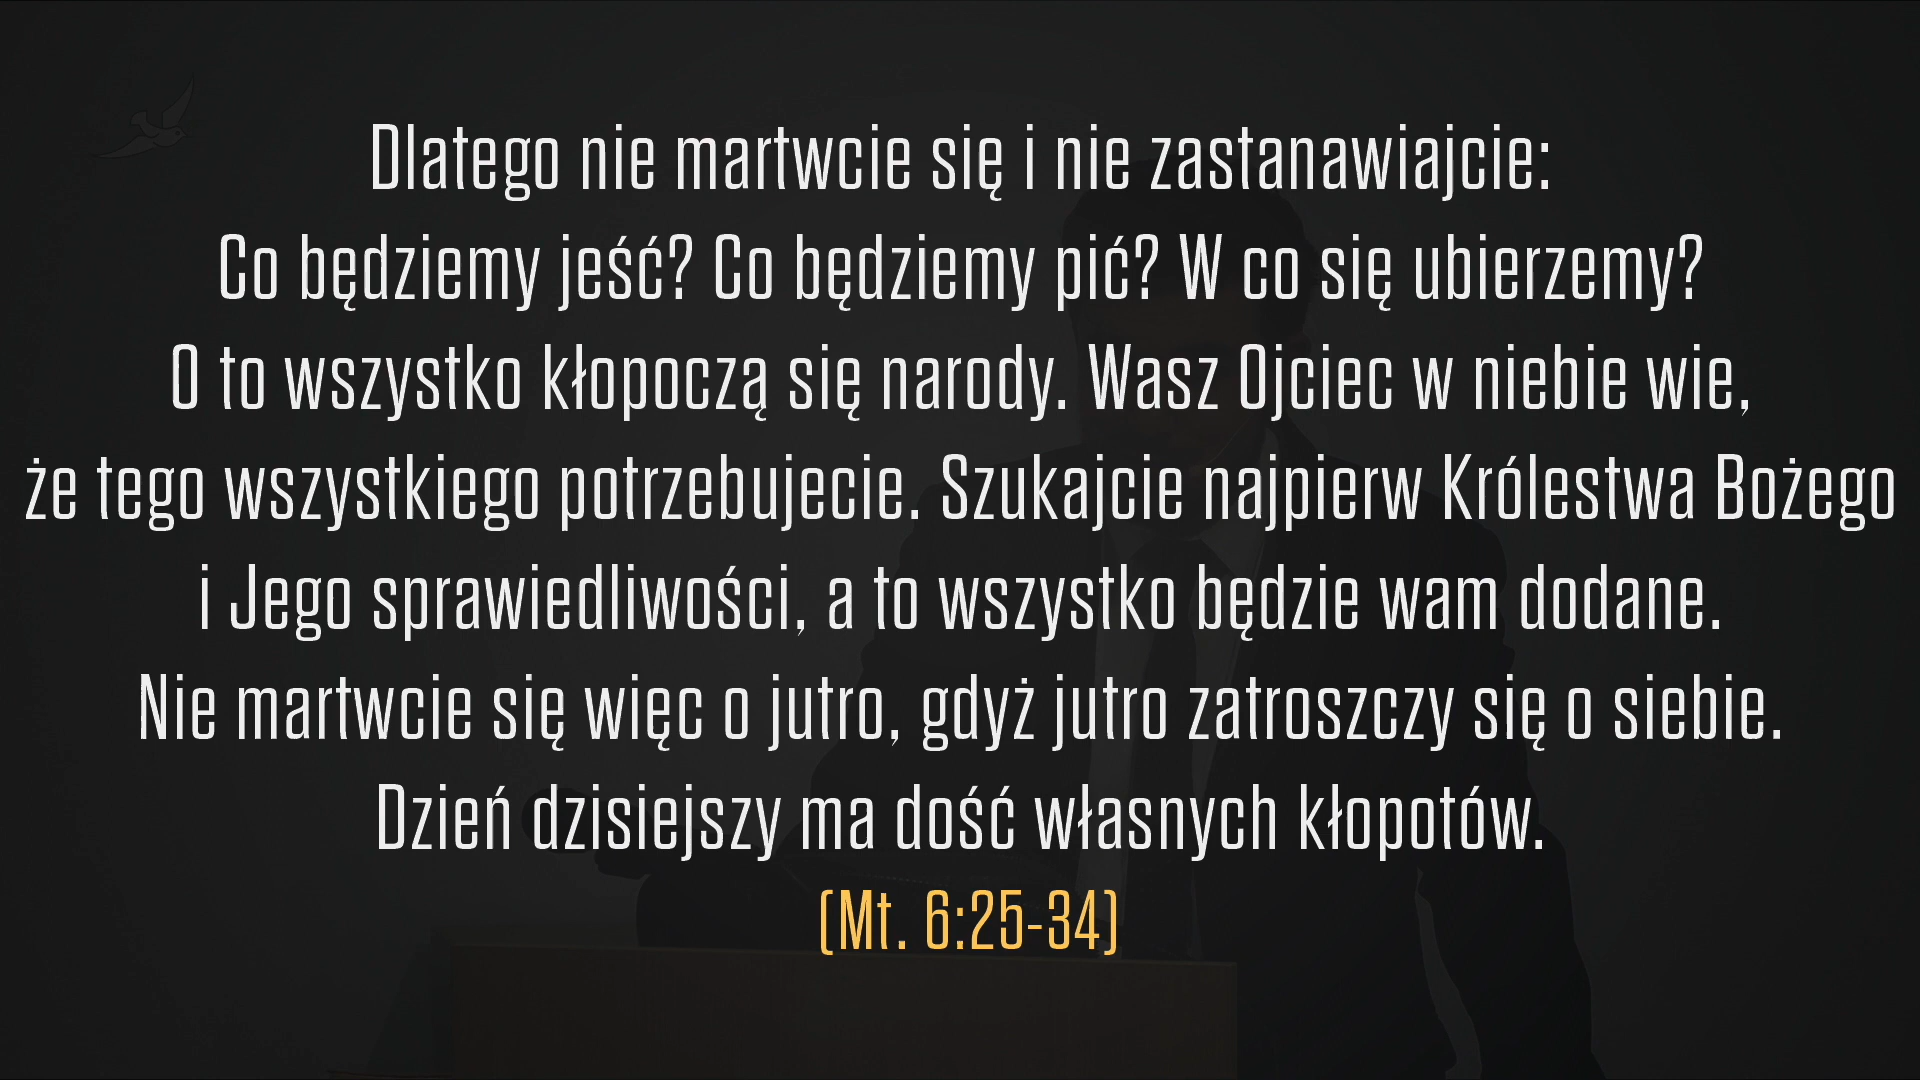 Dlatego nie martwcie się i nie zastanawiajcie:
Co będziemy jeść? Co będziemy pić? W co się ubierzemy?
O to wszystko kłopoczą się narody. Wasz Ojciec w niebie wie,
że tego wszystkiego potrzebujecie. Szukajcie najpierw Królestwa Bożego
i Jego sprawiedliwości, a to wszystko będzie wam dodane.
Nie martwcie się więc o jutro, gdyż jutro zatroszczy się o siebie.
Dzień dzisiejszy ma dość własnych kłopotów.
(Mt. 6:25-34)